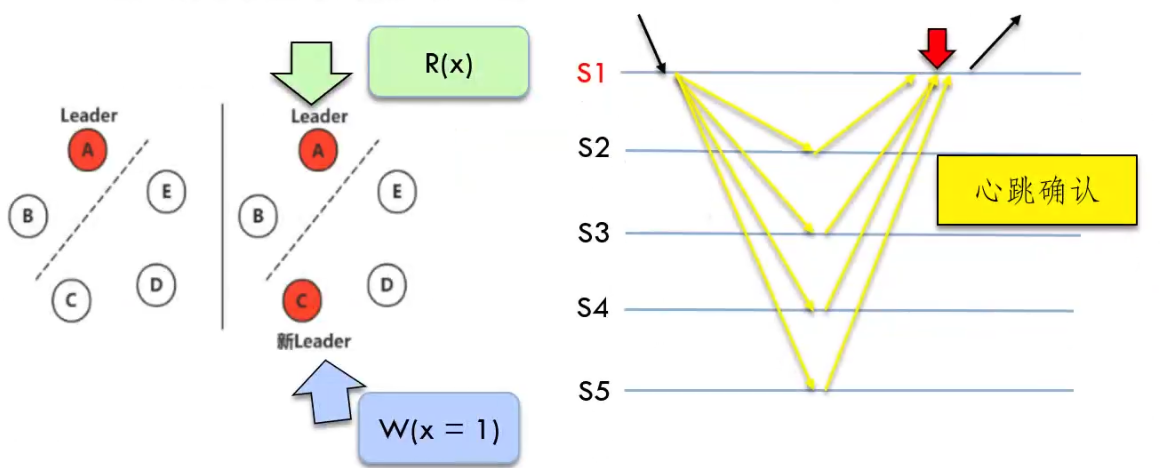 Leader
A
B
E
C
D
R(x)
Leader
A
B
E
C
D
新Leader
W(x = 1)
S1
S2
S3
S4
S5
心跳确认